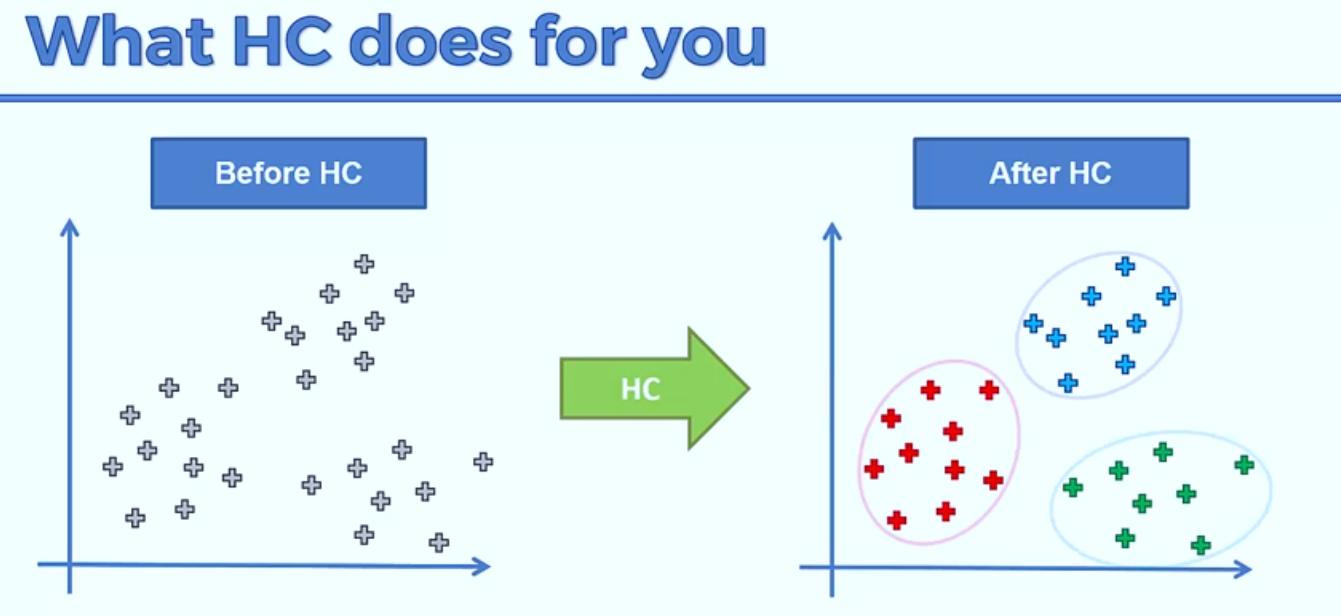 What HC does for you
Before HC
After HC
HC